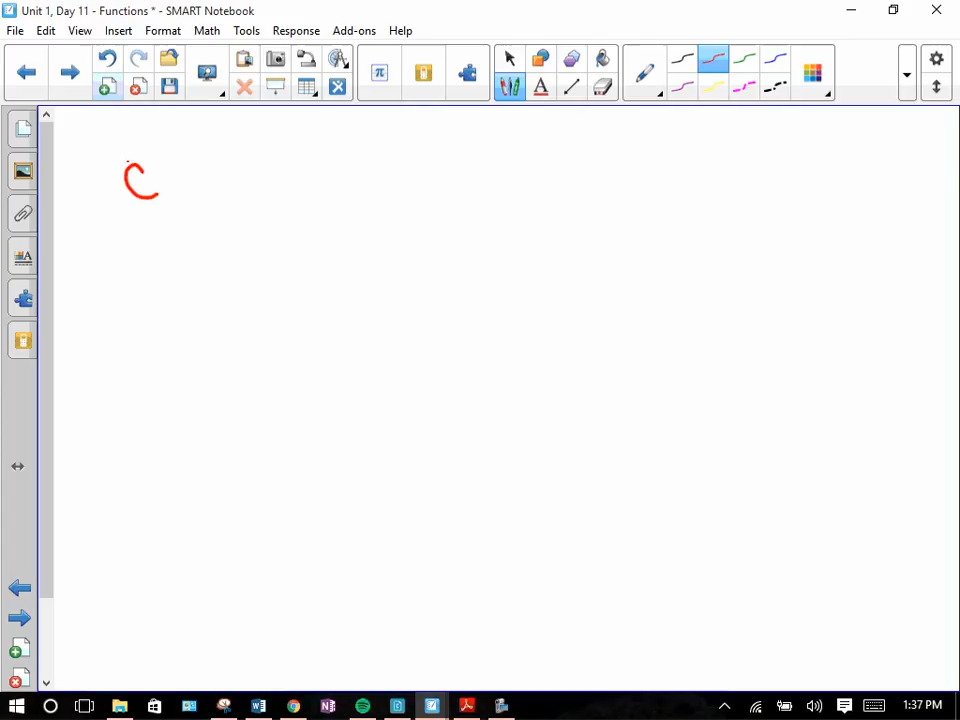 Unit 1, Day 11 - Functions * - SMART Notebook
File Edit View Insert Format Math Tools Response Add-ons Help
C
1:37 PM